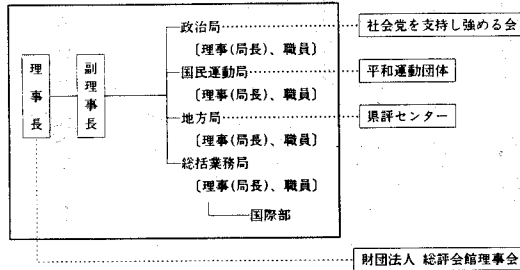 政治局
社会党を支持し強める会
〔理事(局長)、職員〕
理事長
副理事長
国民運動局
平和運動団体
〔理事(局長)、職員〕
地方局
県評センター
〔理事(局長)、職員〕
総括業務局
〔理事(局長)、職員〕
国際部
財団法人 総評会館理事会